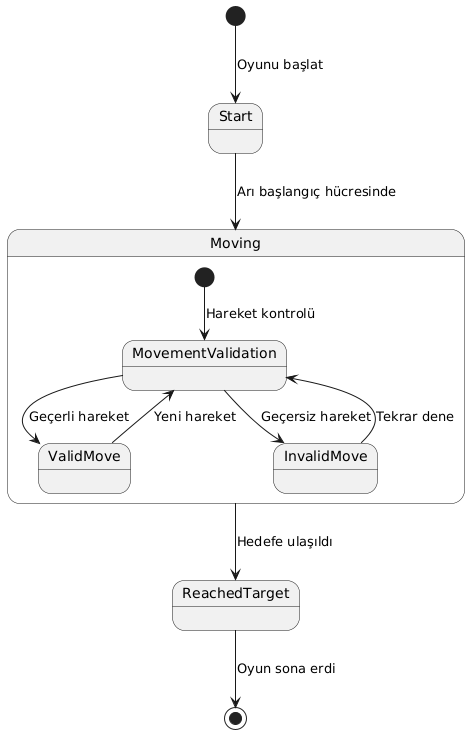 Oyunu başlat
Start
Arı başlangıç hücresinde
Moving
Hareket kontrolü
MovementValidation
Geçerli hareket
Yeni hareket
Geçersiz hareket
Tekrar dene
ValidMove
InvalidMove
Hedefe ulaşıldı
ReachedTarget
Oyun sona erdi